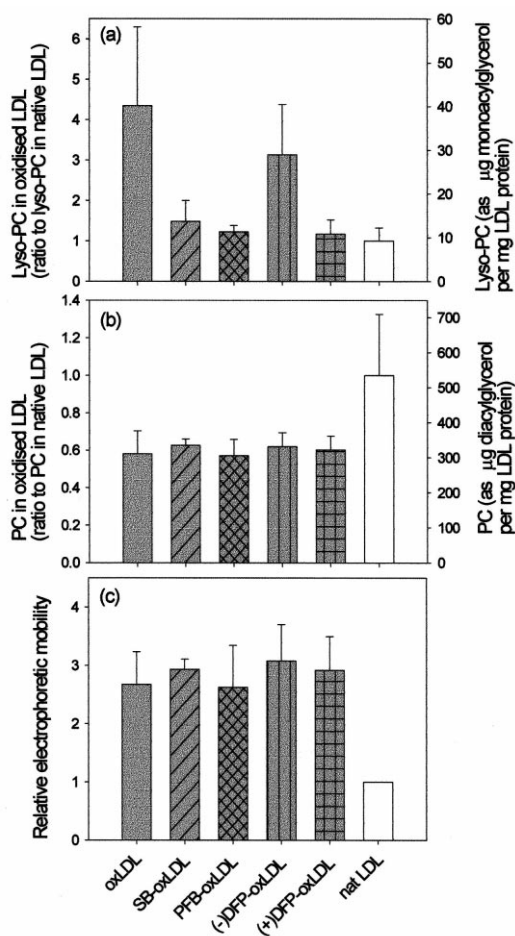 (a)
6
5
4
3
2
1
0
Lyso-PC in oxidised LDL
(ratio to lyso-PC in native LDL)
60
50
40
30
20
10
0
Lyso-PC (as µg monoacylglycerol
per mg LDL protein)
(b)
1.4
1.2
1.0
0.8
0.6
0.4
0.2
0.0
PC in oxidised LDL
(ratio to PC in native LDL)
700
600
500
400
300
200
100
0
PC (as µg diacylglycerol
per mg LDL protein)
(c)
4
3
2
1
0
Relative electrophoretic mobility
oxLDL
SB-oxLDL
PFB-oxLDL
(-)DFP-oxLDL
(+)DFP-oxLDL
nat LDL